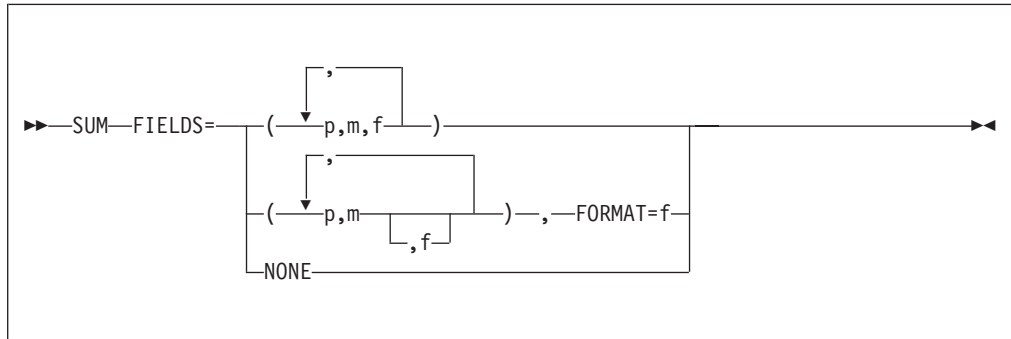 ,
SUM FIELDS= ( p,m,f )
,
( p,m ) , FORMAT=f
,f
NONE